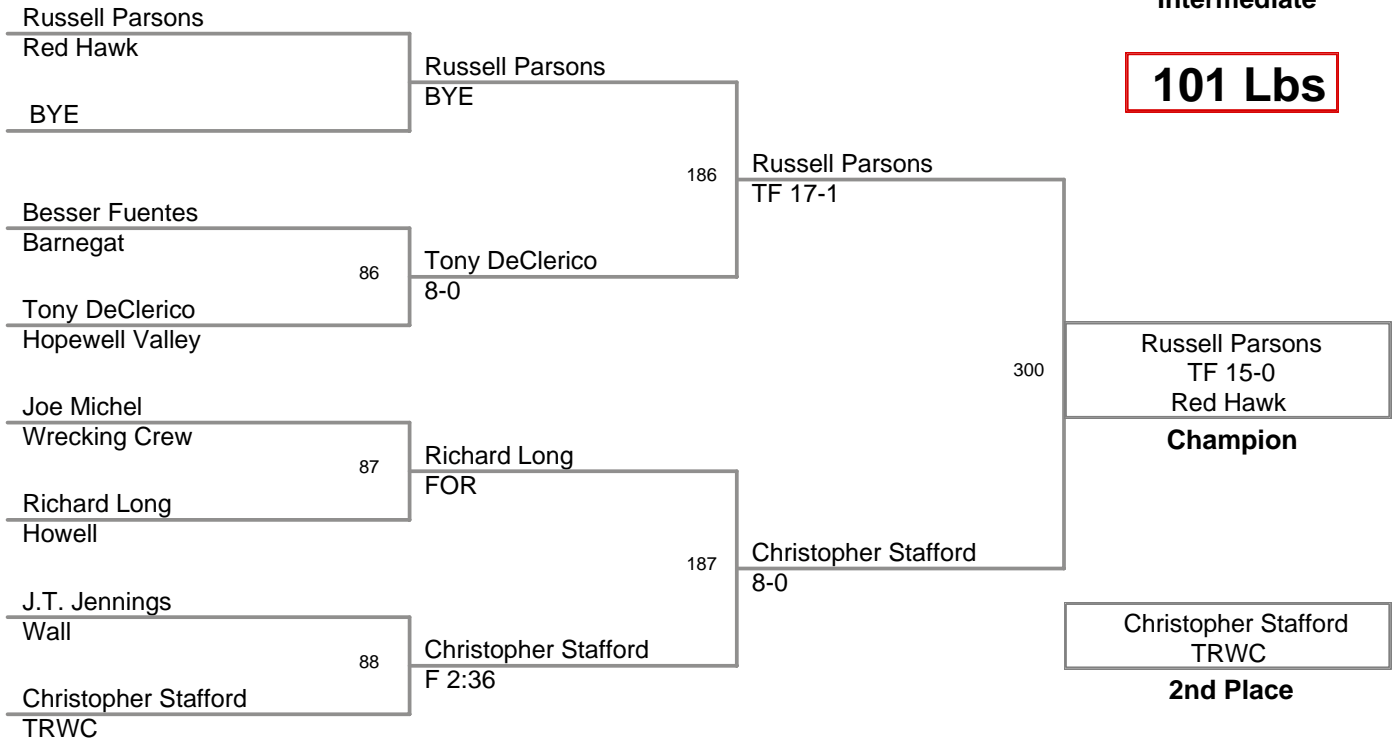 Intermediate
101 Lbs
Russell Parsons
Red Hawk
BYE
Besser Fuentes
Barnegat
86
Tony DeClerico
Hopewell Valley
Joe Michel
Wrecking Crew
87
Richard Long
Howell
J.T. Jennings
Wall
88
Christopher Stafford
TRWC
Russell Parsons
BYE
186
Tony DeClerico
8-0
Richard Long
FOR
187
Christopher Stafford
F 2:36
Russell Parsons
TF 17-1
300
Christopher Stafford
8-0
Russell Parsons
TF 15-0
Red Hawk
Champion
Christopher Stafford
TRWC
2nd Place